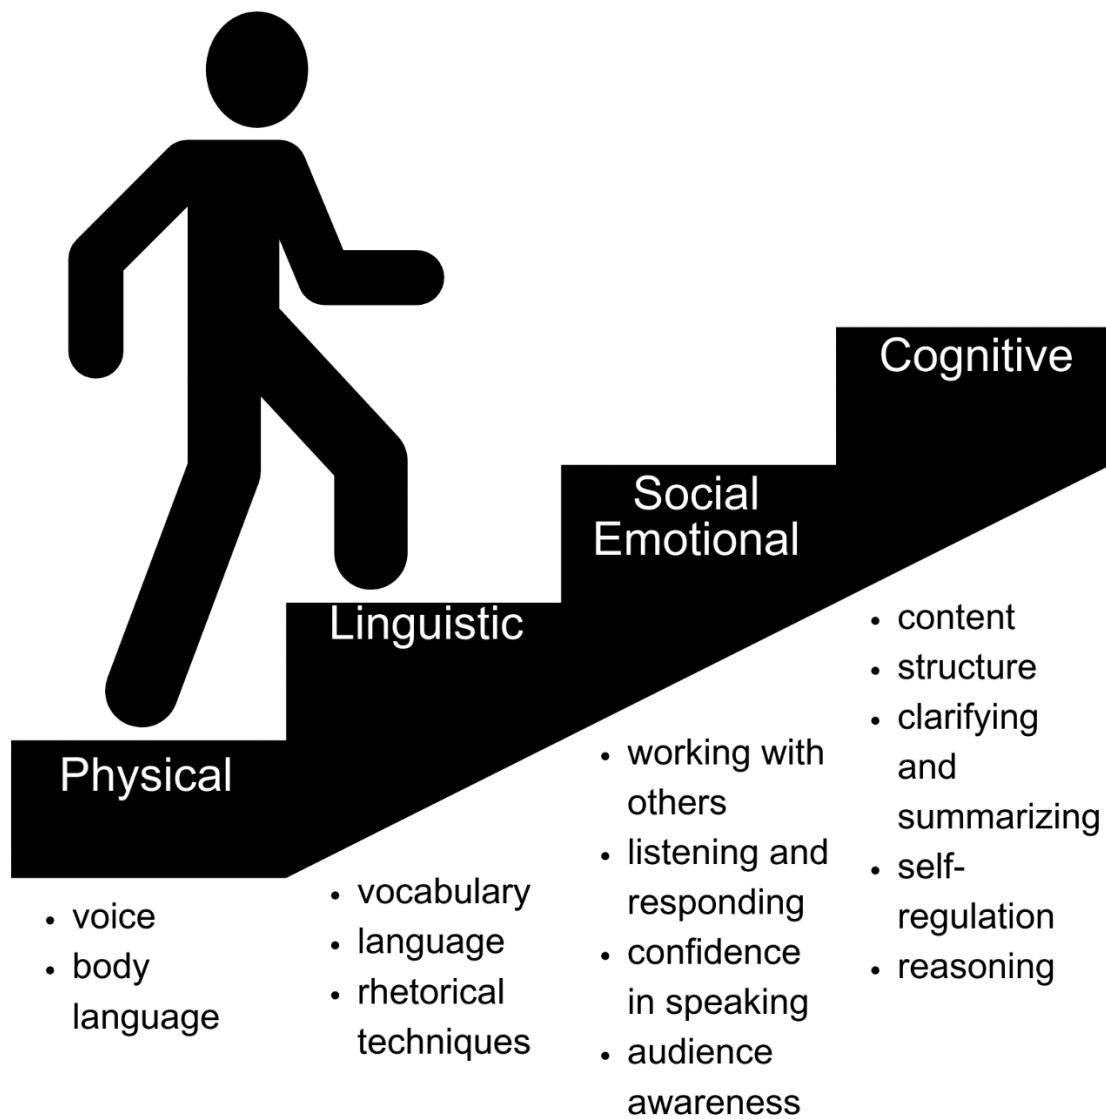 Physical
• voice
• body
language
Linguistic
• vocabulary
• language
• rhetorical
techniques
Social
Emotional
• working with
others
• listening and
responding
• confidence
in speaking
• audience
awareness
Cognitive
• content
• structure
• clarifying
and
summarizing
• self-
regulation
• reasoning